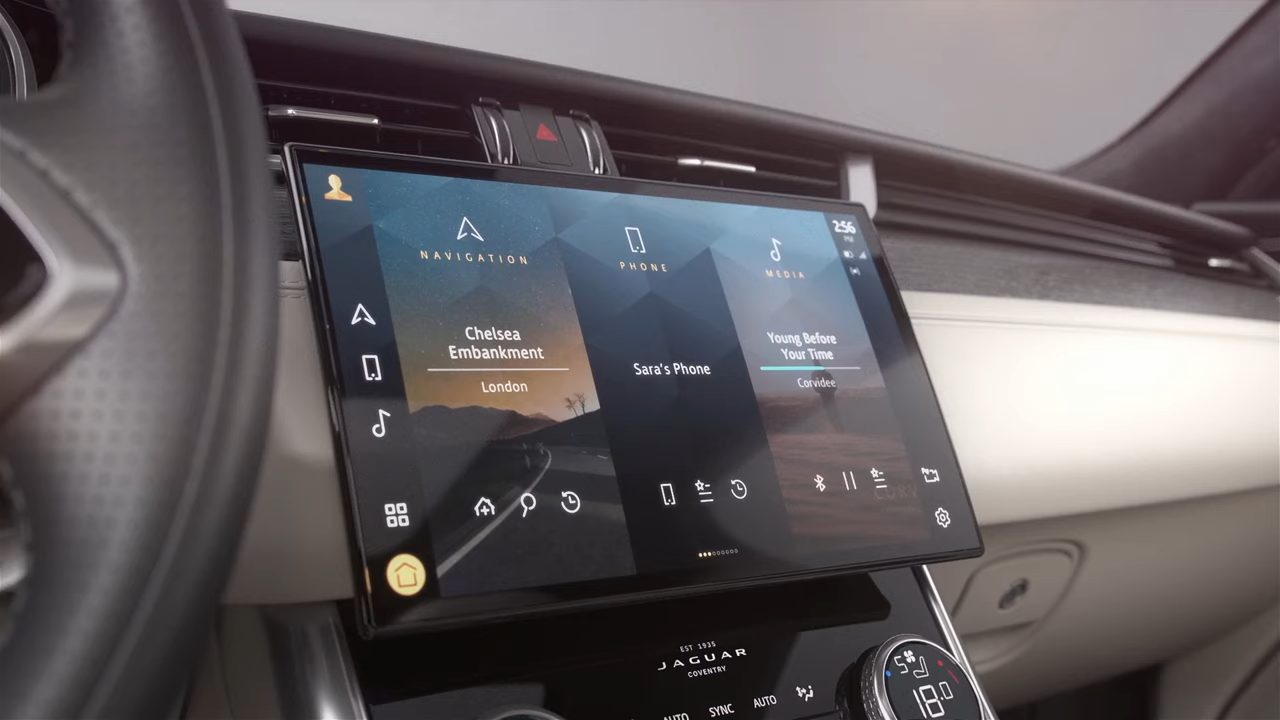 2:56
PM
NAVIGATION
PHONE
MEDIA
Chelsea
Embankment
London
Sara's Phone
Young Before
Your Time
Corvidee
EST 1935
JAGUAR
COVENTRY
AUTO
SYNC
AUTO
18.0